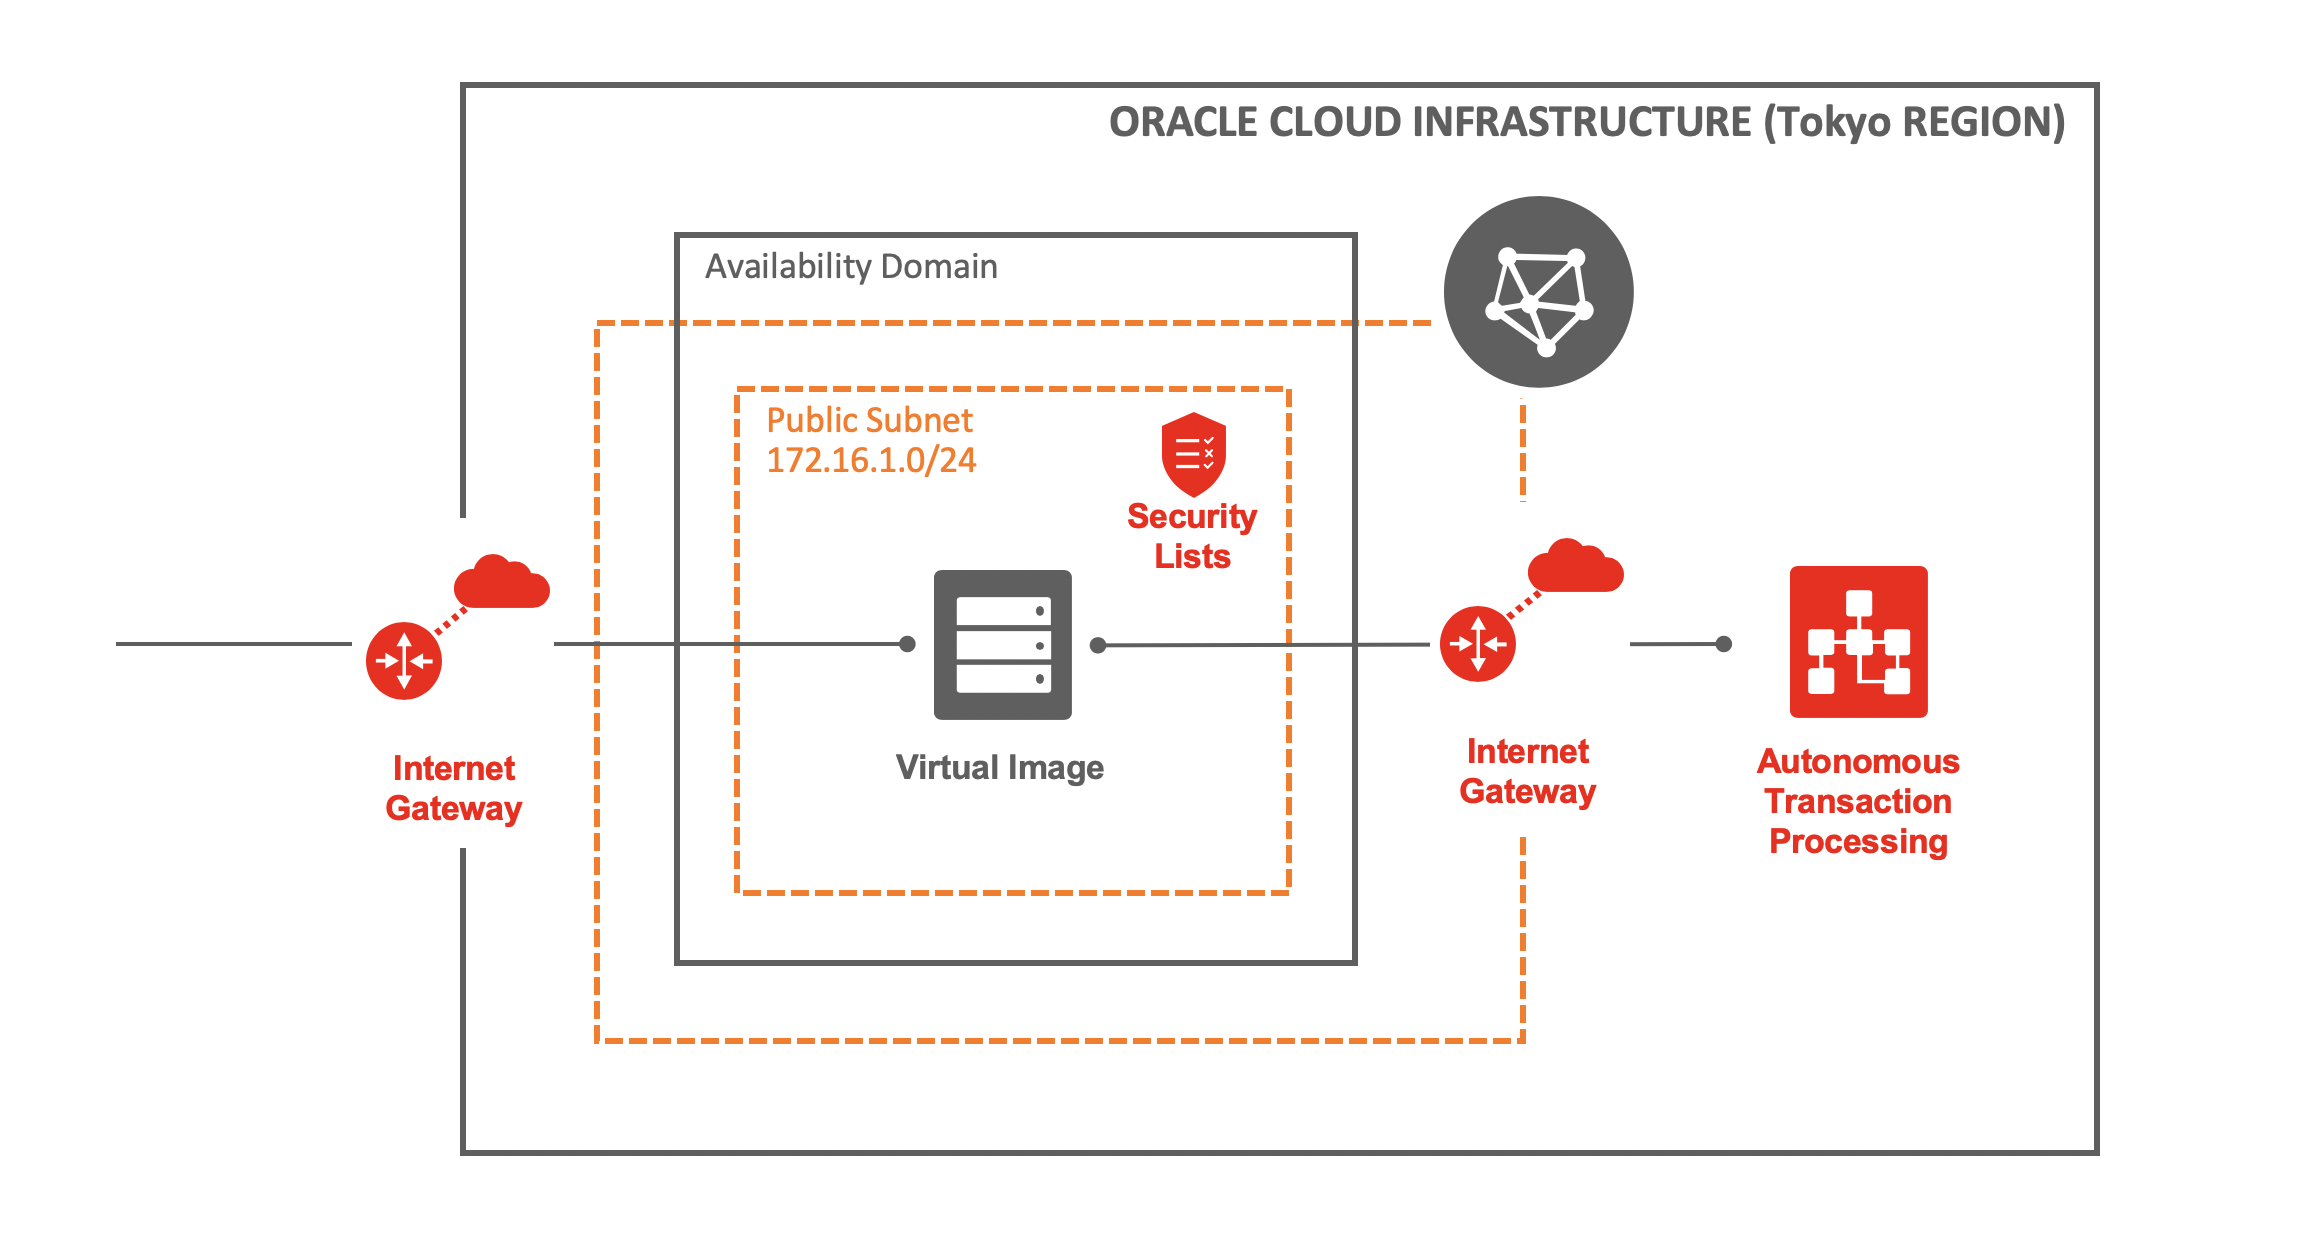 ORACLE CLOUD INFRASTRUCTURE (Tokyo REGION)
Availability Domain
Public Subnet
172.16.1.0/24
Security
Lists
Virtual Image
Internet
Gateway
Internet
Gateway
Autonomous
Transaction
Processing